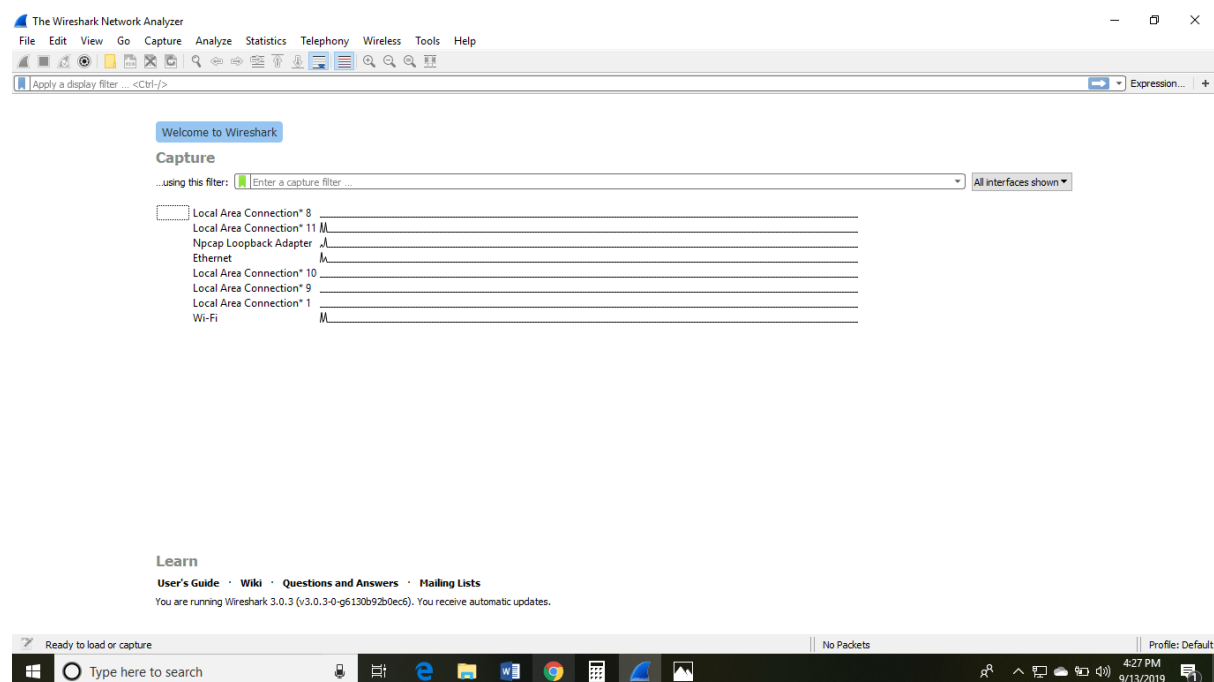 The Wireshark Network Analyzer
File Edit View Go Capture Analyze Statistics Telephony Wireless Tools Help
Apply a display filter ... <Ctrl-/> Expression... +
Welcome to Wireshark
Capture
...using this filter: Enter a capture filter ... All interfaces shown
Local Area Connection* 8
Local Area Connection* 11
Npcap Loopback Adapter
Ethernet
Local Area Connection* 10
Local Area Connection* 9
Local Area Connection* 1
Wi-Fi
Learn
User's Guide · Wiki · Questions and Answers · Mailing Lists
You are running Wireshark 3.0.3 (v3.0.3-0-g6130b92b0ec6). You receive automatic updates.
Ready to load or capture No Packets Profile: Default
Type here to search 4:27 PM
9/13/2019